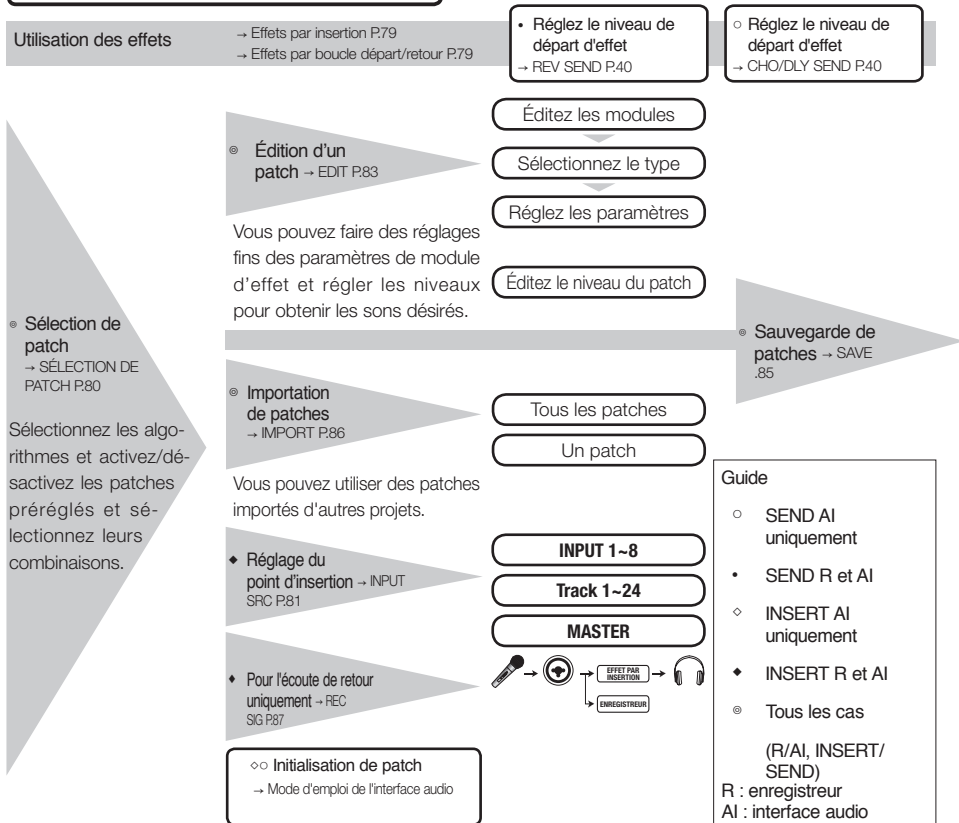 Utilisation des effets
→ Effets par insertion P.79
→ Effets par boucle départ/retour P.79
• Réglez le niveau de
départ d'effet
→ REV SEND P.40
○ Réglez le niveau de
départ d'effet
→ CHO/DLY SEND P.40
◎ Sélection de
patch
→ SÉLECTION DE
PATCH P.80
Sélectionnez les algo-
rithmes et activez/dé-
sactivez les patches
préréglés et sé-
lectionnez leurs
combinaisons.
◎ Édition d’un
patch → EDIT P.83
Vous pouvez faire des réglages
fins des paramètres de module
d’effet et régler les niveaux
pour obtenir les sons désirés.
Éditez les modules
Sélectionnez le type
Réglez les paramètres
Éditez le niveau du patch
◎ Sauvegarde de
patches → SAVE
.85
◎ Importation
de patches
→ IMPORT P.86
Vous pouvez utiliser des patches
importés d'autres projets.
Tous les patches
Un patch
◆ Réglage du
point d’insertion → INPUT
SRC P.81
INPUT 1~8
Track 1~24
MASTER
♦ Pour l'écoute de retour
uniquement → REC
SIG P.87
→ → EFFET PAR
INSERTION →
ENREGISTREUR
◇○ Initialisation de patch
→ Mode d'emploi de l'interface audio
Guide
○ SEND AI
uniquement
• SEND R et AI
◇ INSERT AI
uniquement
◆ INSERT R et AI
◎ Tous les cas
(R/AI, INSERT/
SEND)
R : enregistreur
AI : interface audio